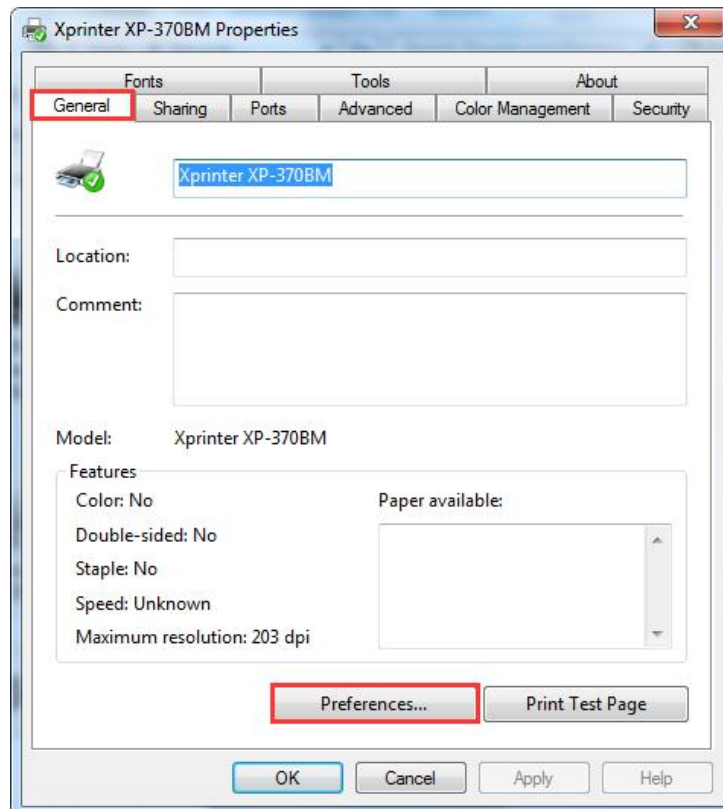 Xprinter XP-370BM Properties
Fonts Tools About
General Sharing Ports Advanced Color Management Security
Xprinter XP-370BM
Location:
Comment:
Model: Xprinter XP-370BM
Features
Color: No Paper available:
Double-sided: No
Staple: No
Speed: Unknown
Maximum resolution: 203 dpi
Preferences... Print Test Page
OK Cancel Apply Help